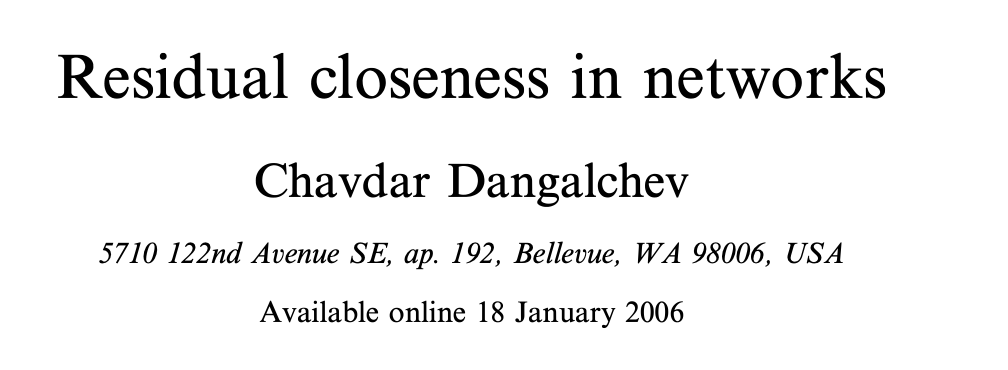 Residual closeness in networks
Chavdar Dangalchev
5710 122nd Avenue SE, ap. 192, Bellevue, WA 98006, USA
Available online 18 January 2006